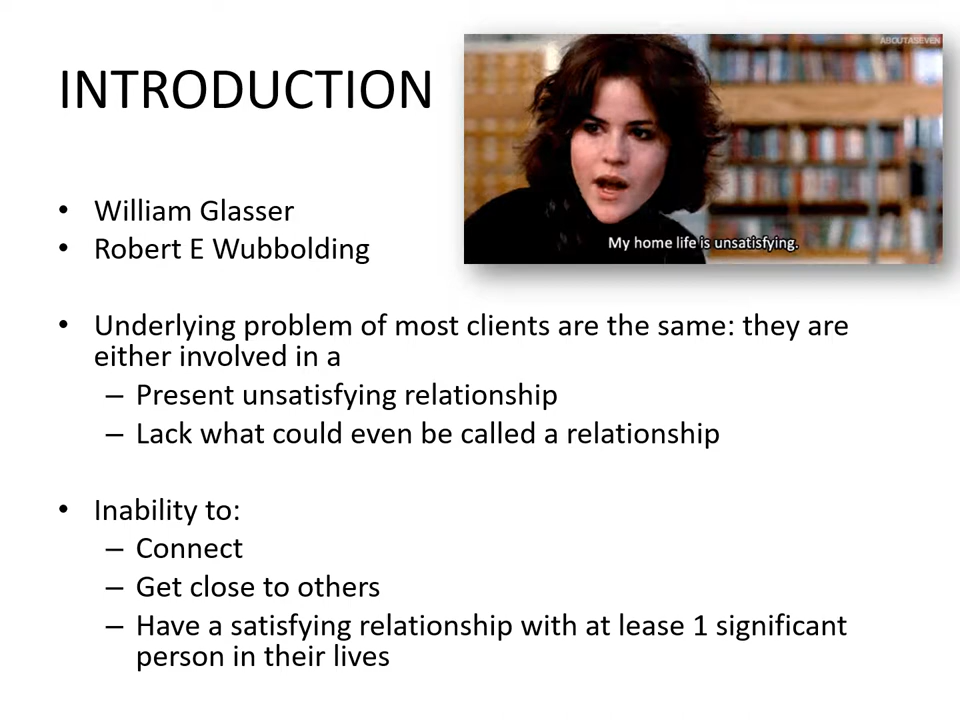 INTRODUCTION
ABOUTASEVEN
My home life is unsatisfying.
• William Glasser
• Robert E Wubbolding
• Underlying problem of most clients are the same: they are
either involved in a
– Present unsatisfying relationship
– Lack what could even be called a relationship
• Inability to:
– Connect
– Get close to others
– Have a satisfying relationship with at lease 1 significant
person in their lives